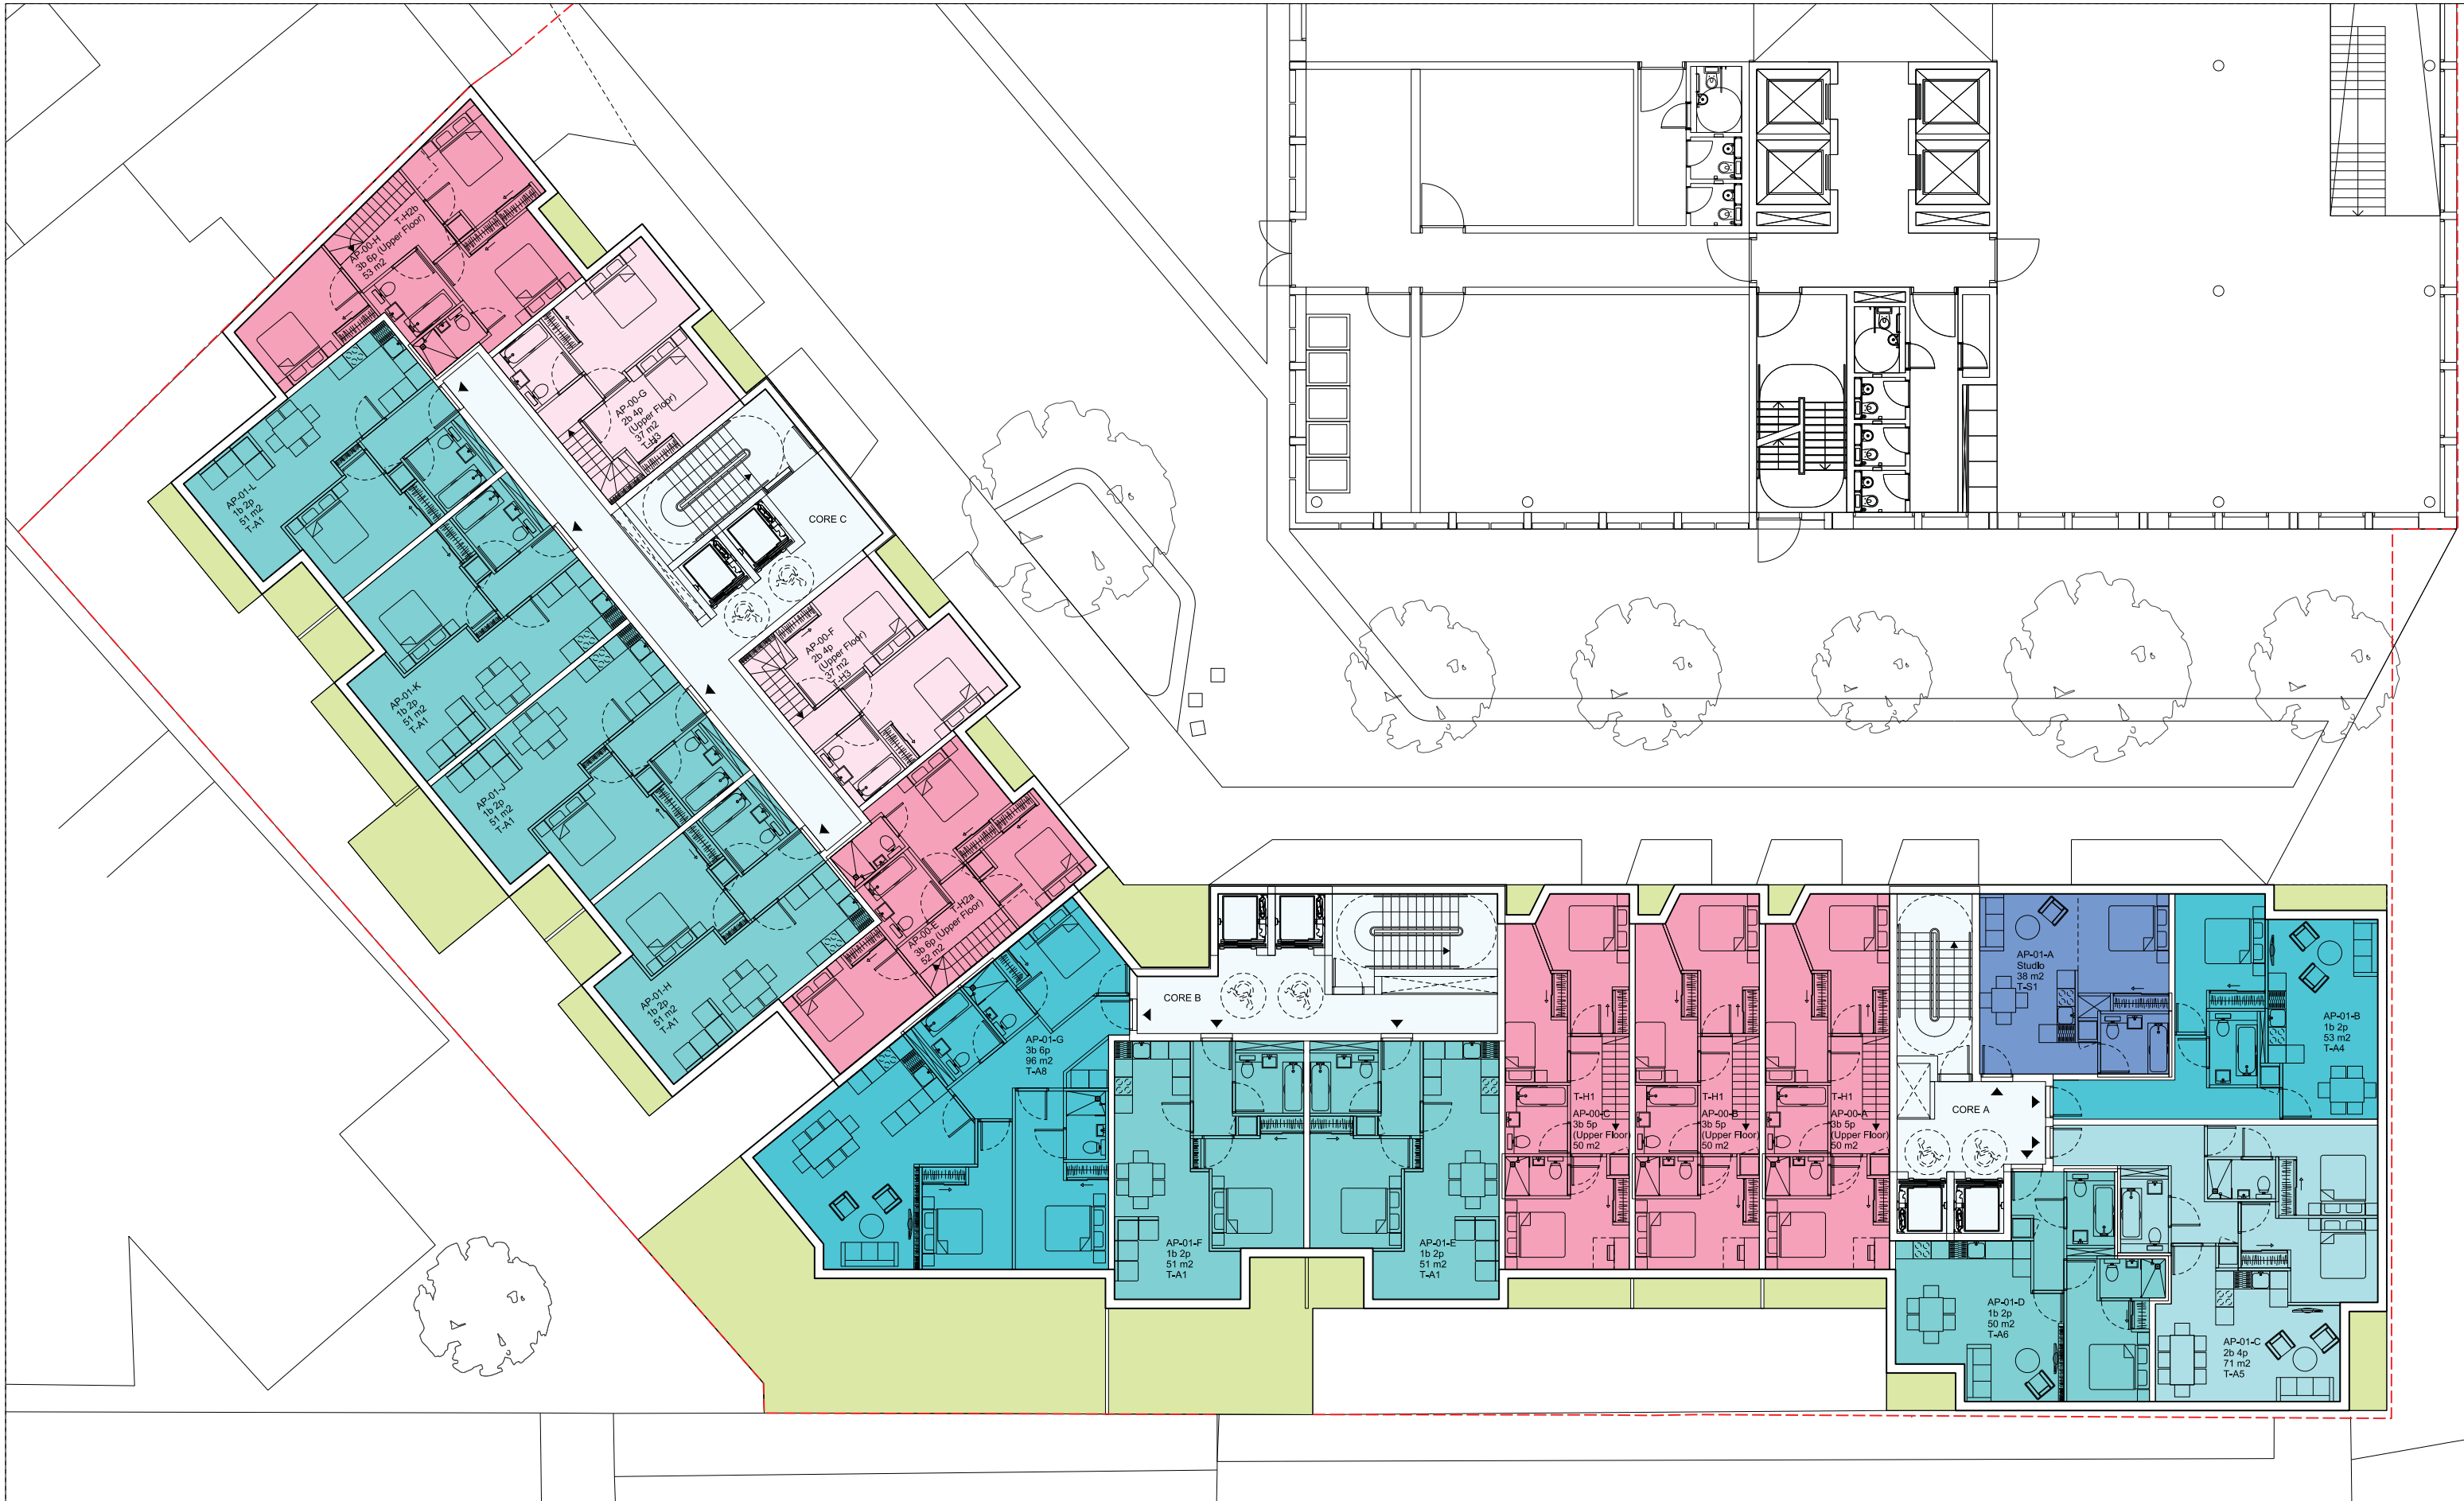 T-H2b
AP-00-H
3b 6p (Upper Floor)
53 m2
AP-00-G
2b 4p
(Upper Floor)
37 m2
T-H3
AP-01-L
1b 2p
51 m2
T-A1
CORE C
AP-00-F
2b 4p
(Upper Floor)
37 m2
T-H3
AP-01-K
1b 2p
51 m2
T-A1
AP-01-J
1b 2p
51 m2
T-A1
T-H2a
AP-00-E
3b 6p (Upper Floor)
52 m2
AP-01-H
1b 2p
51 m2
T-A1
CORE B
AP-01-G
3b 6p
96 m2
T-A8
AP-01-F
1b 2p
51 m2
T-A1
AP-01-E
1b 2p
51 m2
T-A1
T-H1
AP-00-C
3b 5p
(Upper Floor)
50 m2
T-H1
AP-00-B
3b 5p
(Upper Floor)
50 m2
T-H1
AP-00-A
3b 5p
(Upper Floor)
50 m2
AP-01-A
Studio
38 m2
T-S1
AP-01-B
1b 2p
53 m2
T-A4
CORE A
AP-01-D
1b 2p
50 m2
T-A6
AP-01-C
2b 4p
71 m2
T-A5